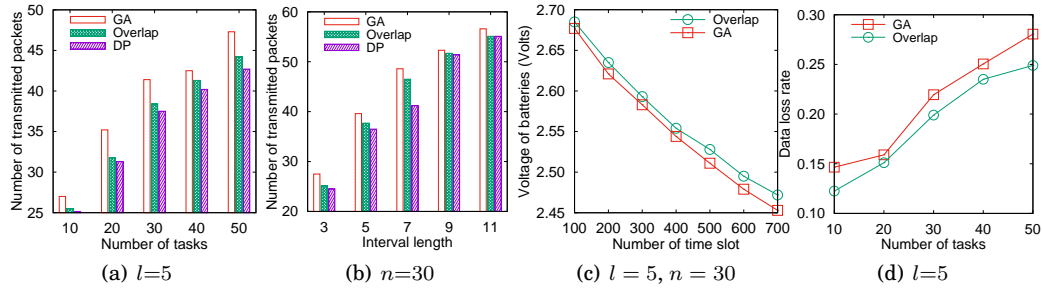 Number of transmitted packets
50
45
40
35
30
25
GA
Overlap
DP
10 20 30 40 50
Number of tasks
(a) l=5
Number of transmitted packets
60
50
40
30
20
GA
Overlap
DP
3 5 7 9 11
Interval length
(b) n=30
Voltage of batteries (Volts)
2.70
2.65
2.60
2.55
2.50
2.45
Overlap
GA
100 200 300 400 500 600 700
Number of time slot
(c) l = 5, n = 30
Data loss rate
0.30
0.25
0.20
0.15
0.10
GA
Overlap
10 20 30 40 50
Number of tasks
(d) l=5